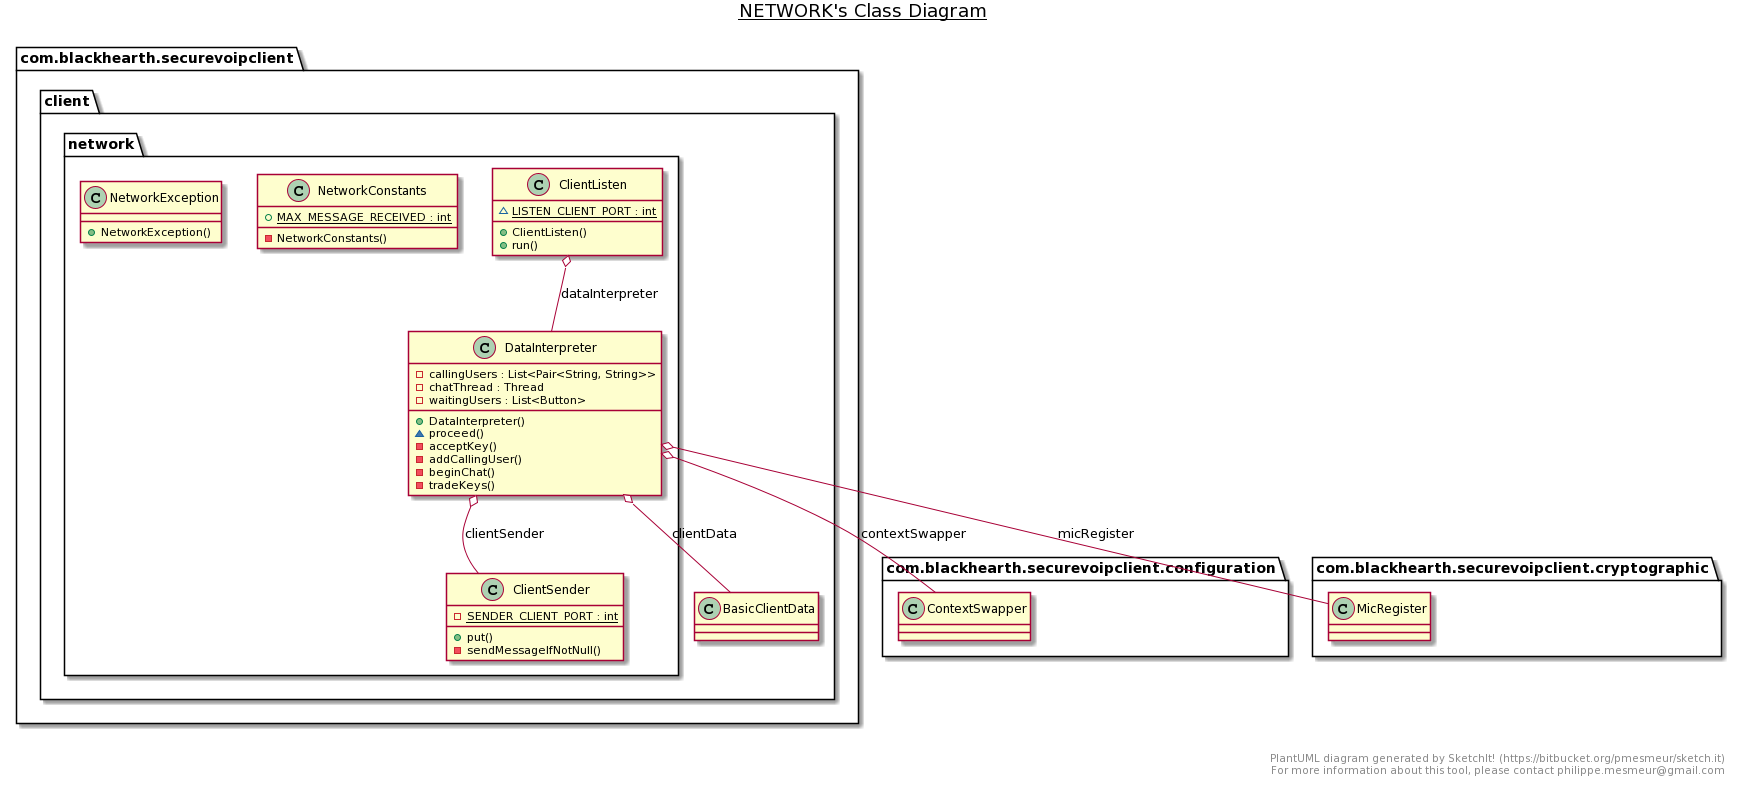 NETWORK's Class Diagram
com.blackhearth.securevoipclient
client
network
C NetworkException
NetworkException()
C NetworkConstants
MAX_MESSAGE_RECEIVED : int
NetworkConstants()
C ClientListen
LISTEN_CLIENT_PORT : int
ClientListen()
run()
dataInterpreter
C DataInterpreter
callingUsers : List<Pair<String, String>>
chatThread : Thread
waitingUsers : List<Button>
DataInterpreter()
proceed()
acceptKey()
addCallingUser()
beginChat()
tradeKeys()
clientSender
clientData
contextSwapper
micRegister
C ClientSender
SENDER_CLIENT_PORT : int
put()
sendMessageIfNotNull()
C BasicClientData
com.blackhearth.securevoipclient.configuration
C ContextSwapper
com.blackhearth.securevoipclient.cryptographic
C MicRegister
PlantUML diagram generated by SketchIt! (https://bitbucket.org/pmesmeur/sketch.it)
For more information about this tool, please contact philippe.mesmeur@gmail.com